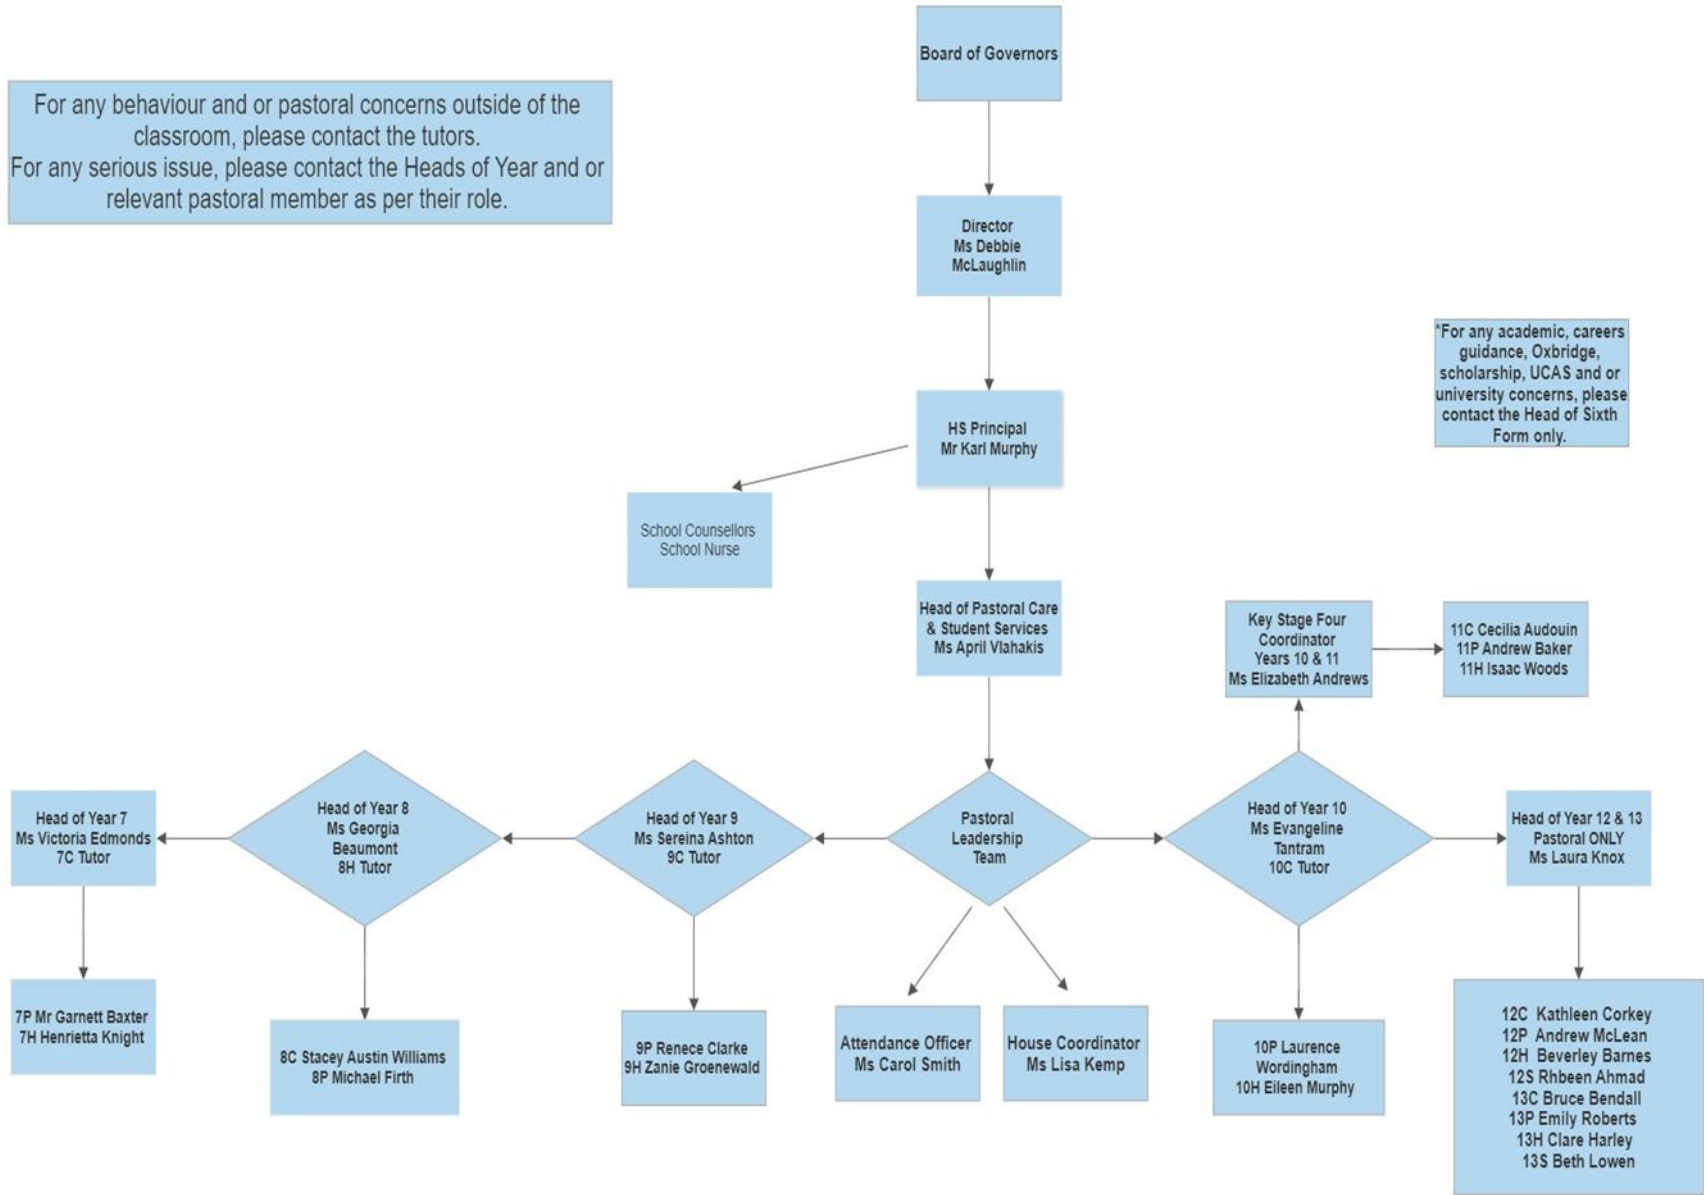 Board of Governors
For any behaviour and or pastoral concerns outside of the
classroom, please contact the tutors.
For any serious issue, please contact the Heads of Year and or
relevant pastoral member as per their role.
Director
Ms Debbie
McLaughlin
*For any academic, careers
guidance, Oxbridge,
scholarship, UCAS and or
university concerns, please
contact the Head of Sixth
Form only.
HS Principal
Mr Karl Murphy
School Counsellors
School Nurse
Head of Pastoral Care
& Student Services
Ms April Vlahakis
Key Stage Four
Coordinator
Years 10 & 11
Ms Elizabeth Andrews
11C Cecilia Audouin
11P Andrew Baker
11H Isaac Woods
Head of Year 7
Ms Victoria Edmonds
7C Tutor
Head of Year 8
Ms Georgia
Beaumont
8H Tutor
Head of Year 9
Ms Sereina Ashton
9C Tutor
Pastoral
Leadership
Team
Head of Year 10
Ms Evangeline
Tantram
10C Tutor
Head of Year 12 & 13
Pastoral ONLY
Ms Laura Knox
7P Mr Garnett Baxter
7H Henrietta Knight
8C Stacey Austin Williams
8P Michael Firth
9P Renece Clarke
9H Zanie Groenewald
Attendance Officer
Ms Carol Smith
House Coordinator
Ms Lisa Kemp
10P Laurence
Wordingham
10H Eileen Murphy
12C Kathleen Corkey
12P Andrew McLean
12H Beverley Barnes
12S Rhbeen Ahmad
13C Bruce Bendall
13P Emily Roberts
13H Clare Harley
13S Beth Lowen